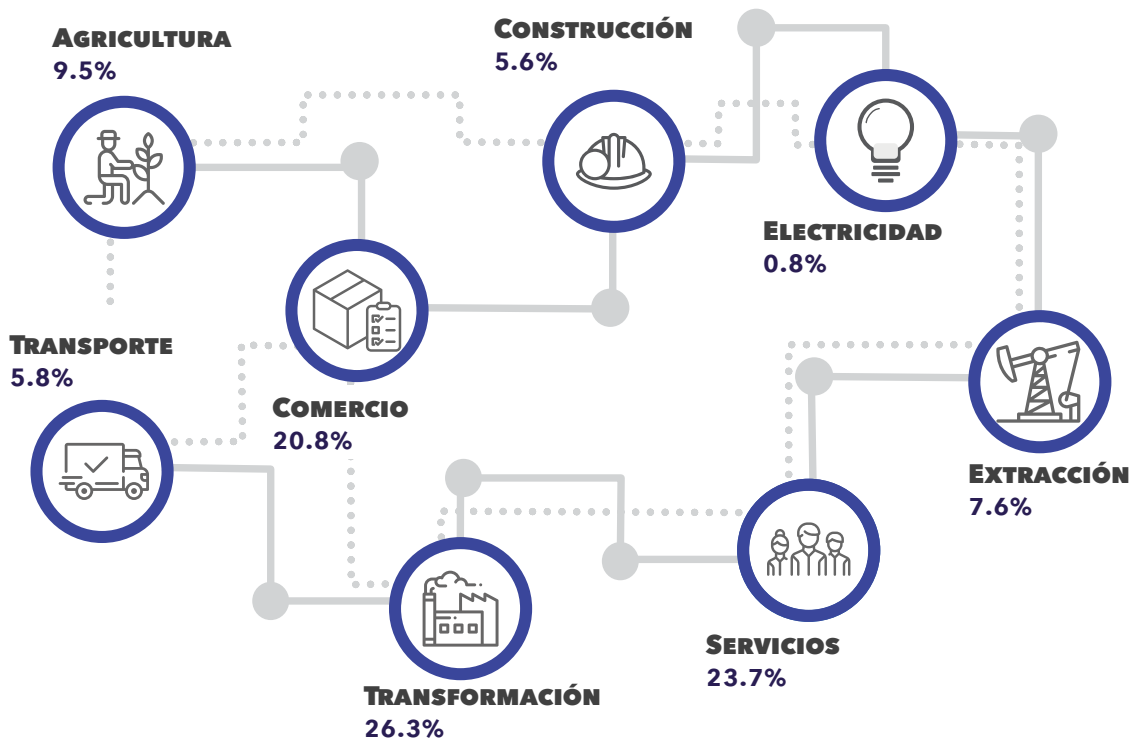 AGRICULTURA
9.5%
CONSTRUCCIÓN
5.6%
ELECTRICIDAD
0.8%
TRANSPORTE
5.8%
COMERCIO
20.8%
EXTRACCIÓN
7.6%
SERVICIOS
23.7%
TRANSFORMACIÓN
26.3%